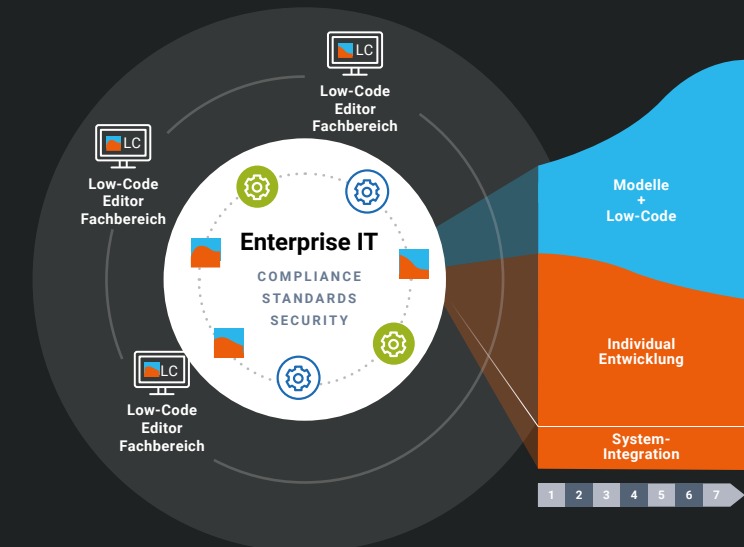 LC
Low-Code
Editor
Fachbereich
LC
Low-Code
Editor
Fachbereich
Enterprise IT
COMPLIANCE
STANDARDS
SECURITY
LC
Low-Code
Editor
Fachbereich
Modelle
+
Low-Code
Individual
Entwicklung
System-
Integration
1 2 3 4 5 6 7